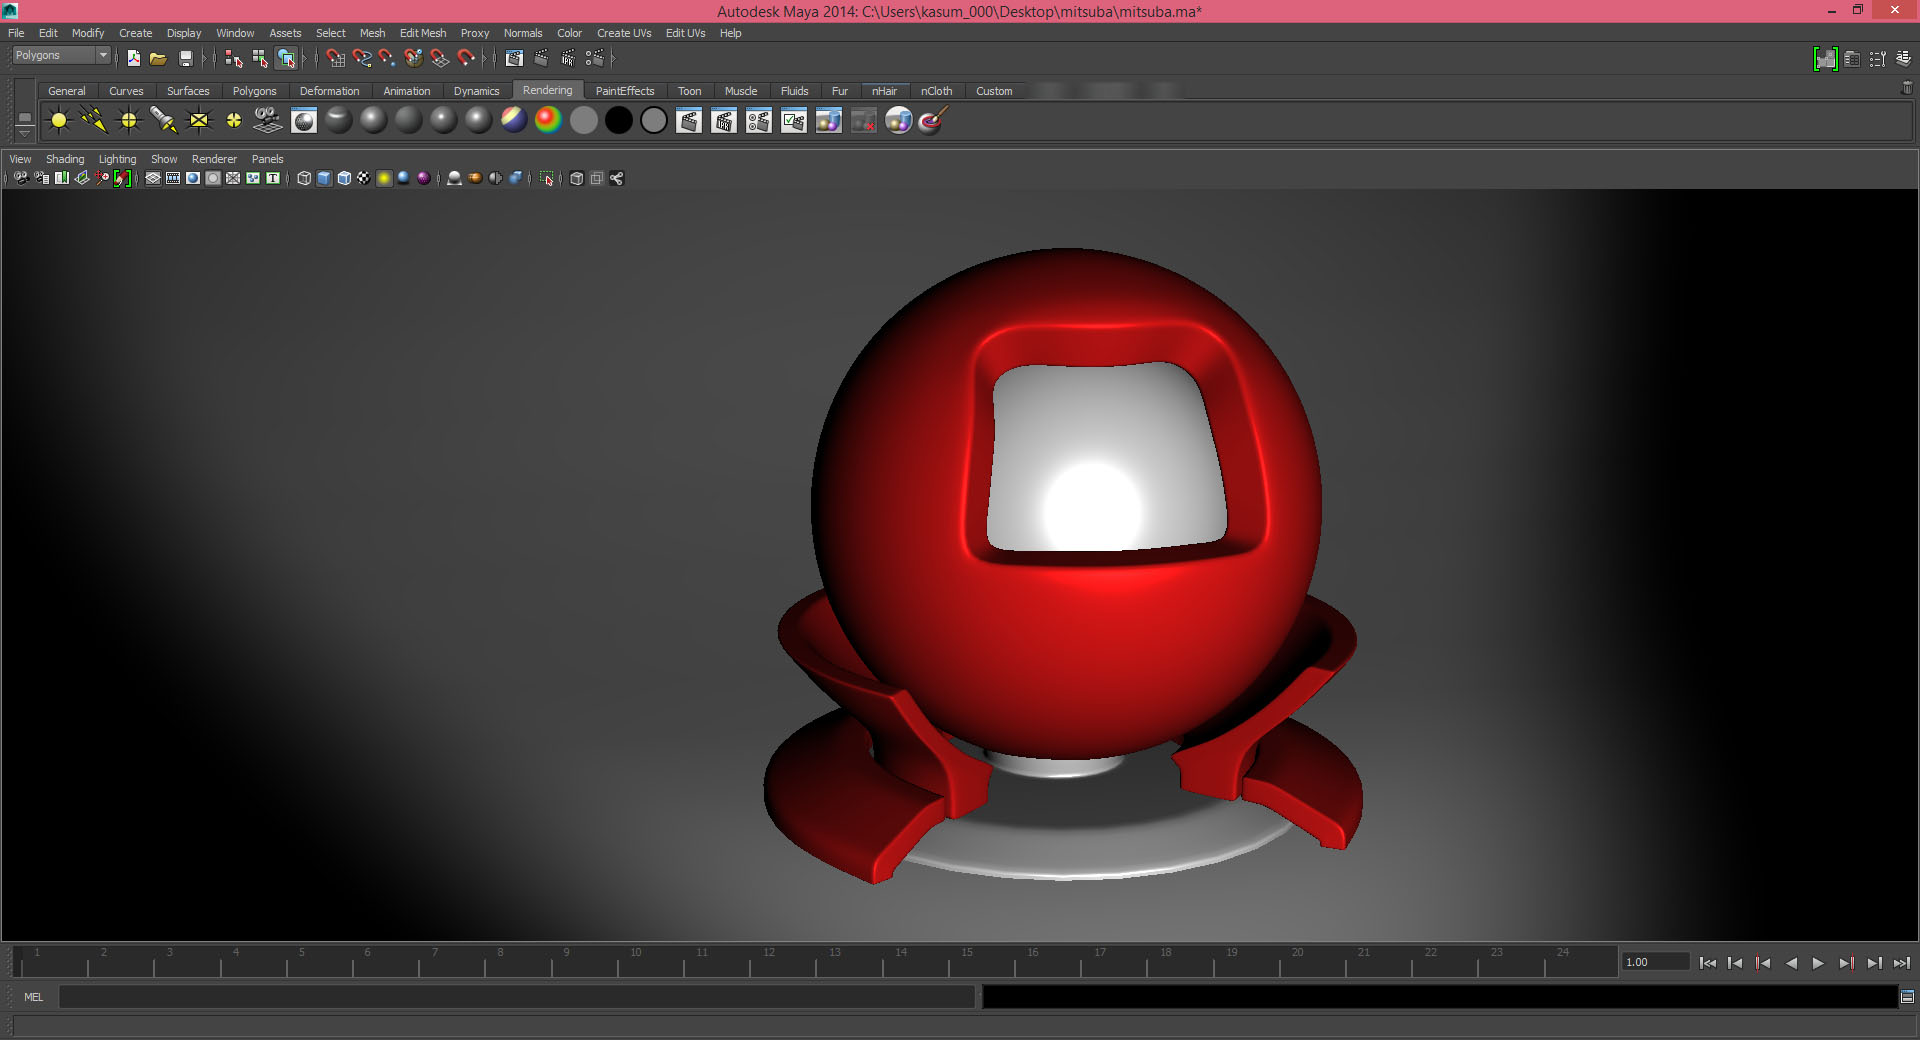 Autodesk Maya 2014: C:\Users\kasum_000\Desktop\mitsuba\mitsuba.ma*
File Edit Modify Create Display Window Assets Select Mesh Edit Mesh Proxy Normals Color Create UVs Edit UVs Help
Polygons
General Curves Surfaces Polygons Deformation Animation Dynamics Rendering PaintEffects Toon Muscle Fluids Fur nHair nCloth Custom
View Shading Lighting Show Renderer Panels
1 2 3 4 5 6 7 8 9 10 11 12 13 14 15 16 17 18 19 20 21 22 23 24
1.00
MEL